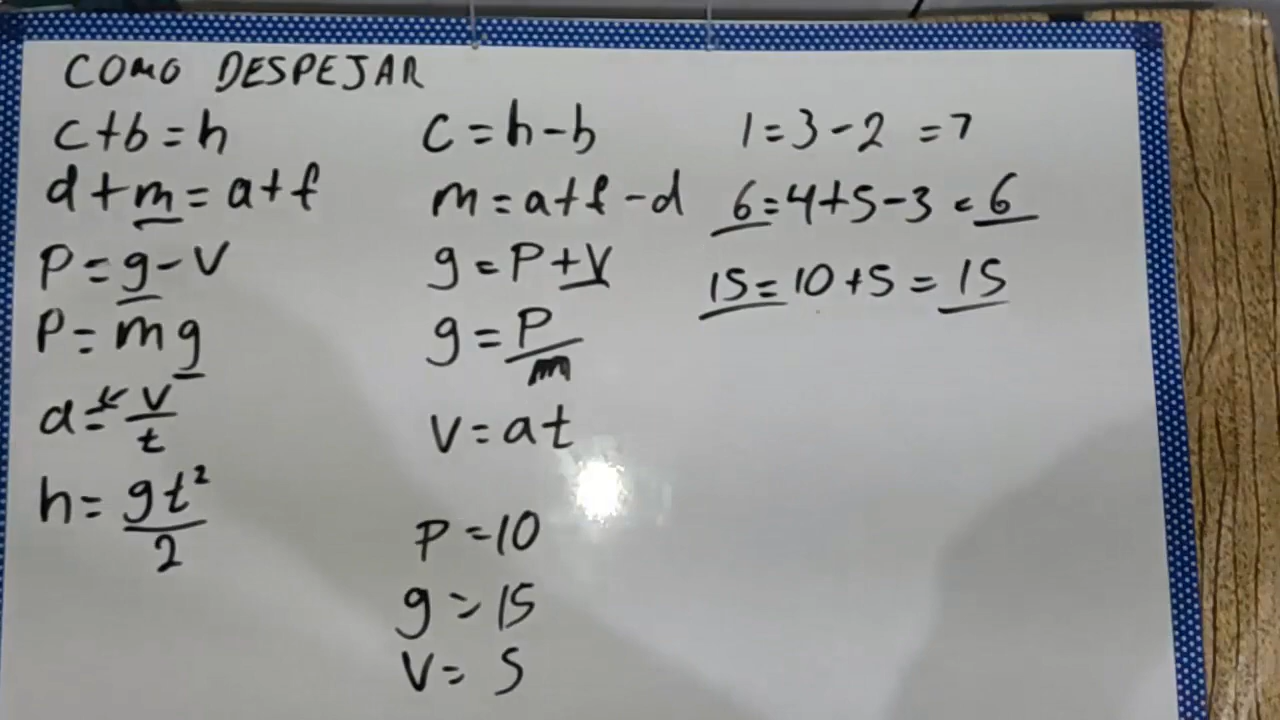 COMO DESPEJAR
c+b=h
d+m=a+f
P=g-v
P=mg
a=v/t
h=gt²/2
c=h-b
m=a+f-d
g=P+v
g=P/m
v=at
P=10
g=15
v=5
1=3-2=7
6=4+5-3=6
15=10+5=15